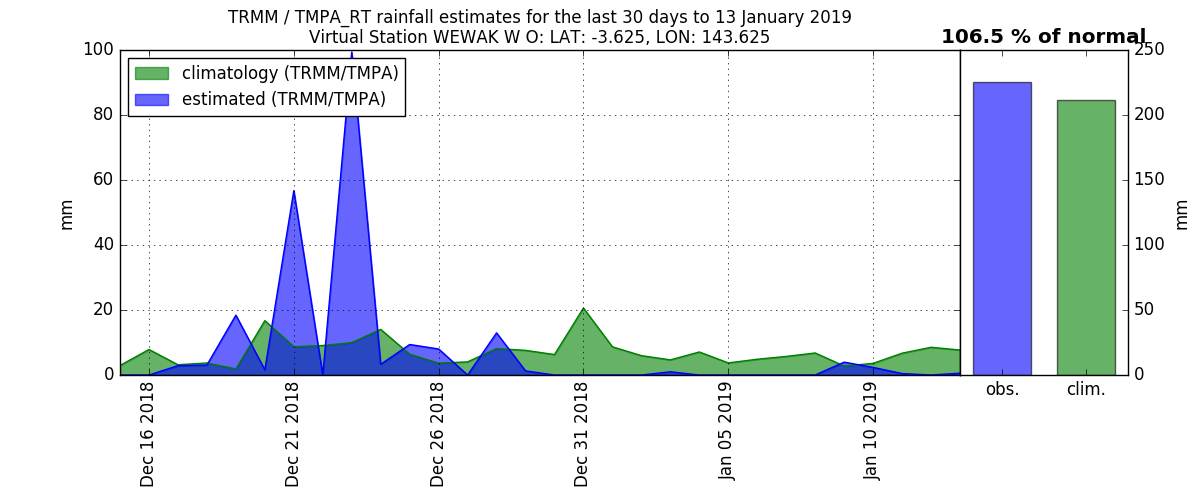 TRMM / TMPA_RT rainfall estimates for the last 30 days to 13 January 2019
Virtual Station WEWAK W O: LAT: -3.625, LON: 143.625
106.5 % of normal
climatology (TRMM/TMPA)
estimated (TRMM/TMPA)
mm
100
80
60
40
20
0
Dec 16 2018
Dec 21 2018
Dec 26 2018
Dec 31 2018
Jan 05 2019
Jan 10 2019
obs.
clim.
250
200
150
100
50
0
mm